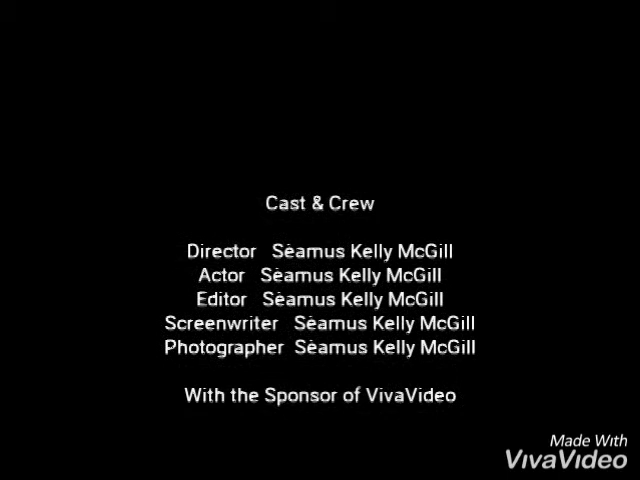 Cast & Crew
Director Sèamus Kelly McGill
Actor Sèamus Kelly McGill
Editor Sèamus Kelly McGill
Screenwriter Sèamus Kelly McGill
Photographer Sèamus Kelly McGill
With the Sponsor of VivaVideo
Made With
VivaVideo